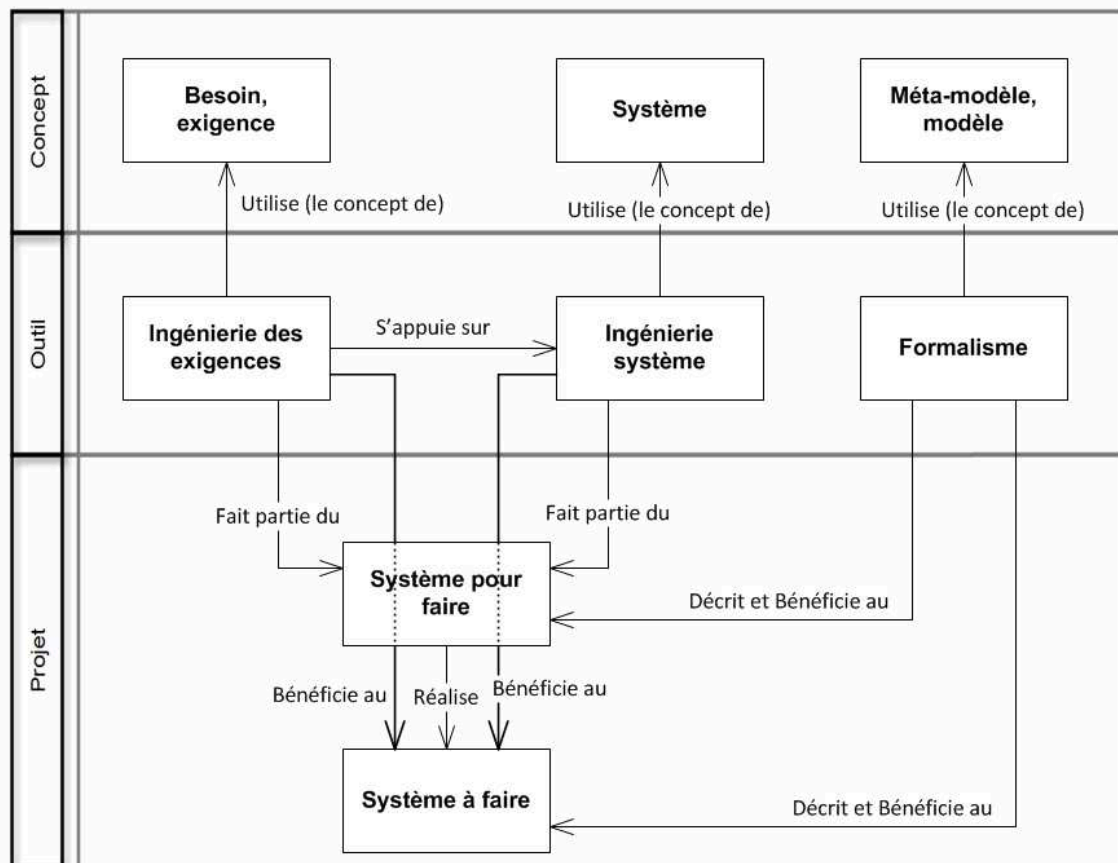 Concept
Besoin,
exigence
Système
Méta-modèle,
modèle
Utilise (le concept de)
Utilise (le concept de)
Utilise (le concept de)
Outil
Ingénierie des
exigences
S'appuie sur
Ingénierie
système
Formalisme
Projet
Fait partie du
Fait partie du
Système pour
faire
Décrit et Bénéficie au
Bénéficie au
Réalise
Bénéficie au
Système à faire
Décrit et Bénéficie au